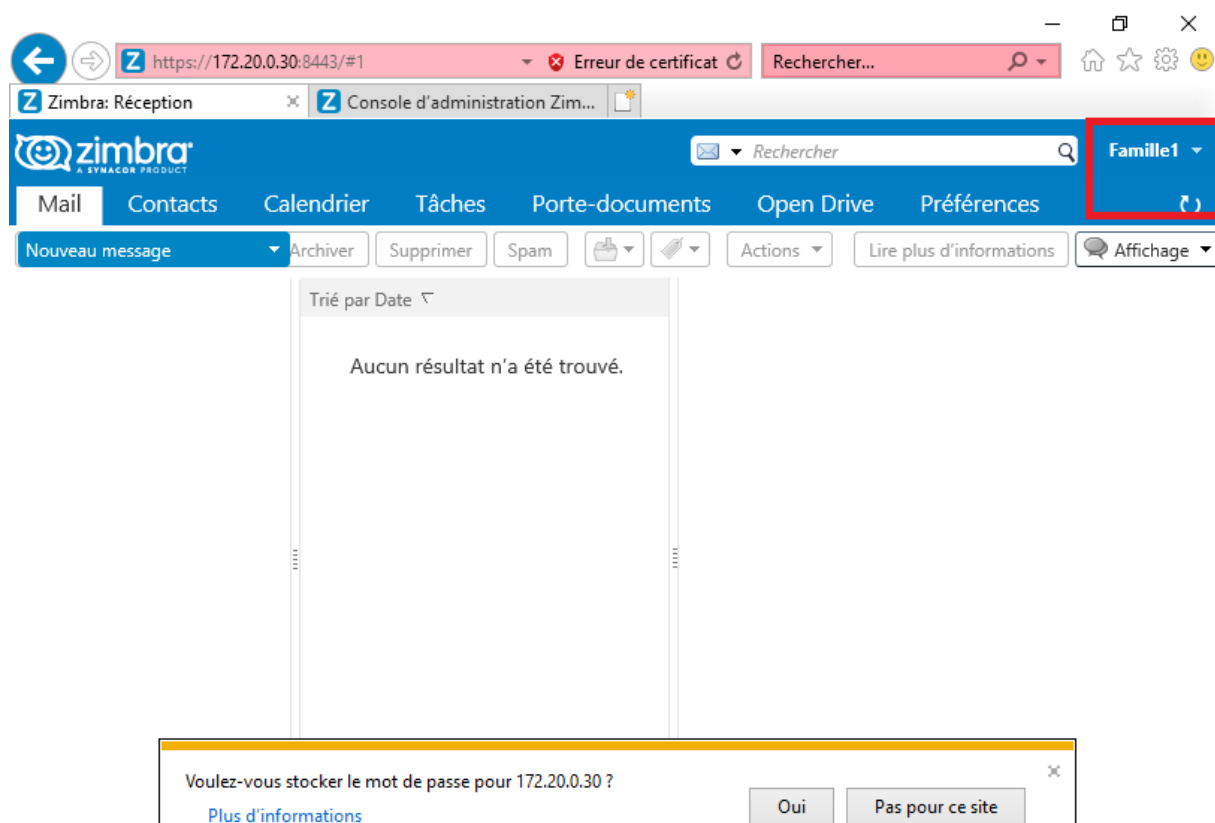 https://172.20.0.30:8443/#1 Erreur de certificat Rechercher...
Zimbra: Réception Console d'administration Zim...
zimbra Rechercher Famille1
A SYNACOR PRODUCT
Mail Contacts Calendrier Tâches Porte-documents Open Drive Préférences
Nouveau message Archiver Supprimer Spam Actions Lire plus d'informations Affichage
Trié par Date
Aucun résultat n'a été trouvé.
Voulez-vous stocker le mot de passe pour 172.20.0.30 ?
Plus d'informations Oui Pas pour ce site